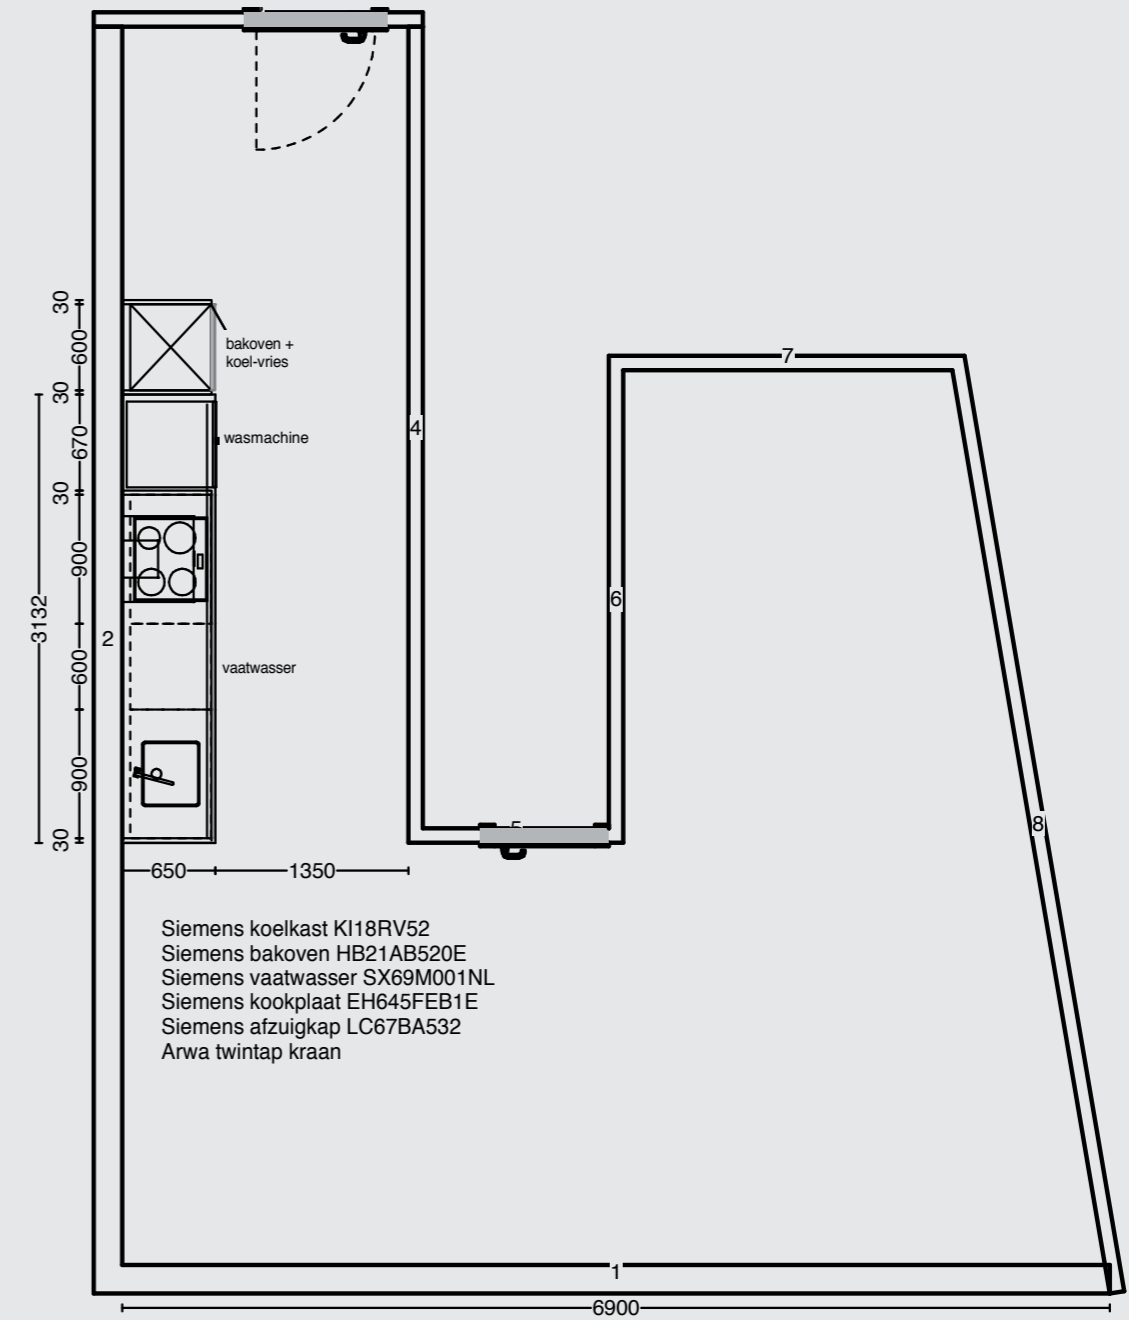 7
bakoven +
koel-vries
wasmachine
vaatwasser
4
5
6
8
2
1
30
600
30
670
30
900
600
900
30
3132
650
1350
Siemens koelkast KI18RV52
Siemens bakoven HB21AB520E
Siemens vaatwasser SX69M001NL
Siemens kookplaat EH645FEB1E
Siemens afzuigkap LC67BA532
Arwa twintap kraan
6900